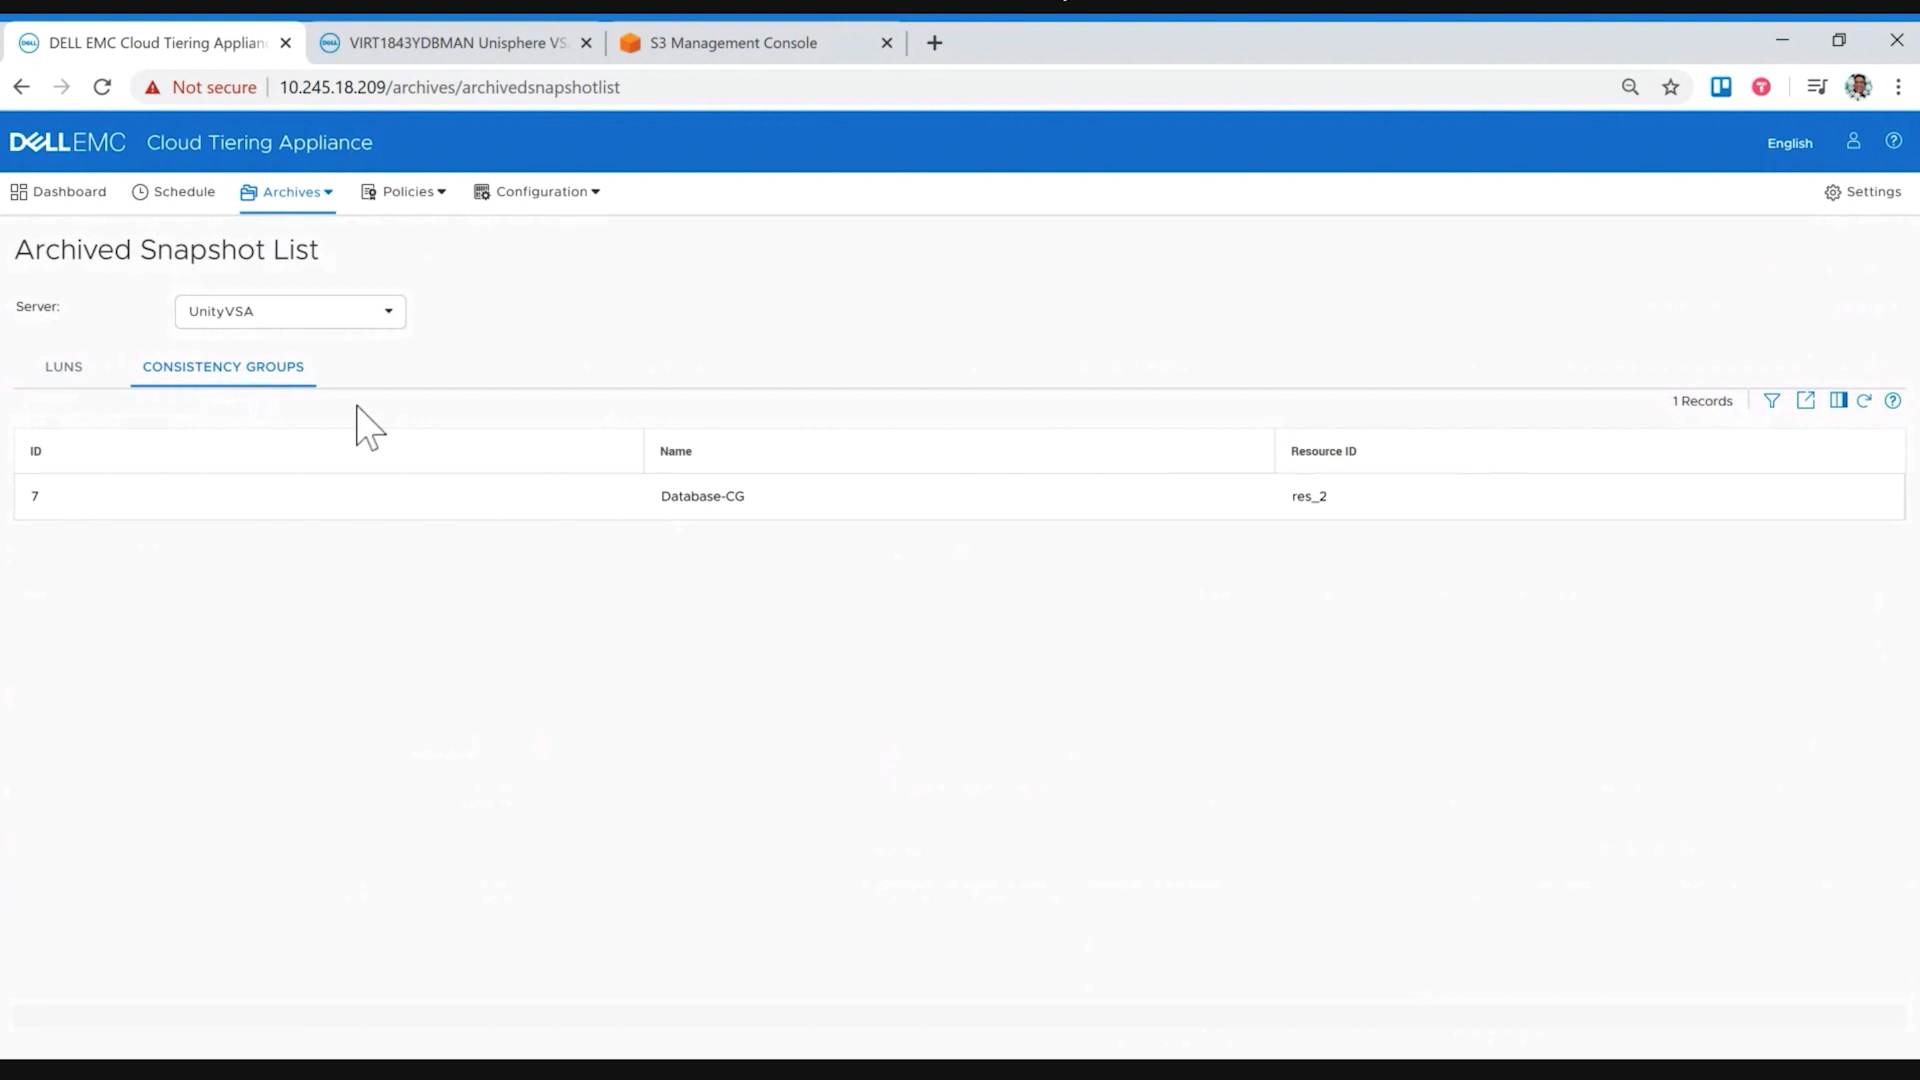 DELL EMC Cloud Tiering Applian
VIRT1843YDBMAN Unisphere VS
S3 Management Console
Not secure
10.245.18.209/archives/archivedsnapshotlist
DELL EMC Cloud Tiering Appliance
English
Dashboard
Schedule
Archives
Policies
Configuration
Settings
Archived Snapshot List
Server:
UnityVSA
LUNS
CONSISTENCY GROUPS
1 Records
ID
Name
Resource ID
7
Database-CG
res_2